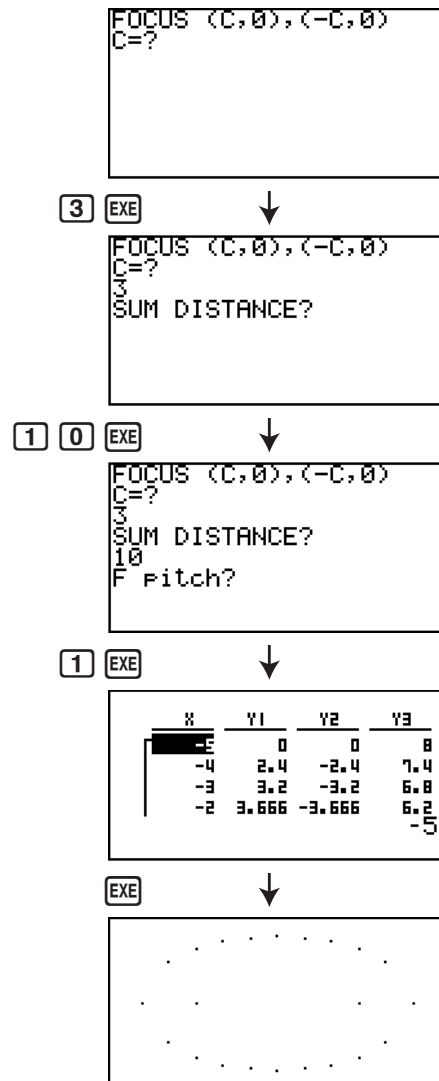 FOCUS (C,0),(-C,0)
C=?
3 EXE
FOCUS (C,0),(-C,0)
C=?
3
SUM DISTANCE?
1 0 EXE
FOCUS (C,0),(-C,0)
C=?
3
SUM DISTANCE?
10
F pitch?
1 EXE
X Y1 Y2 Y3
-5 0 0 8
-4 2.4 -2.4 7.4
-3 3.2 -3.2 6.8
-2 3.666 -3.666 6.2
-5
EXE